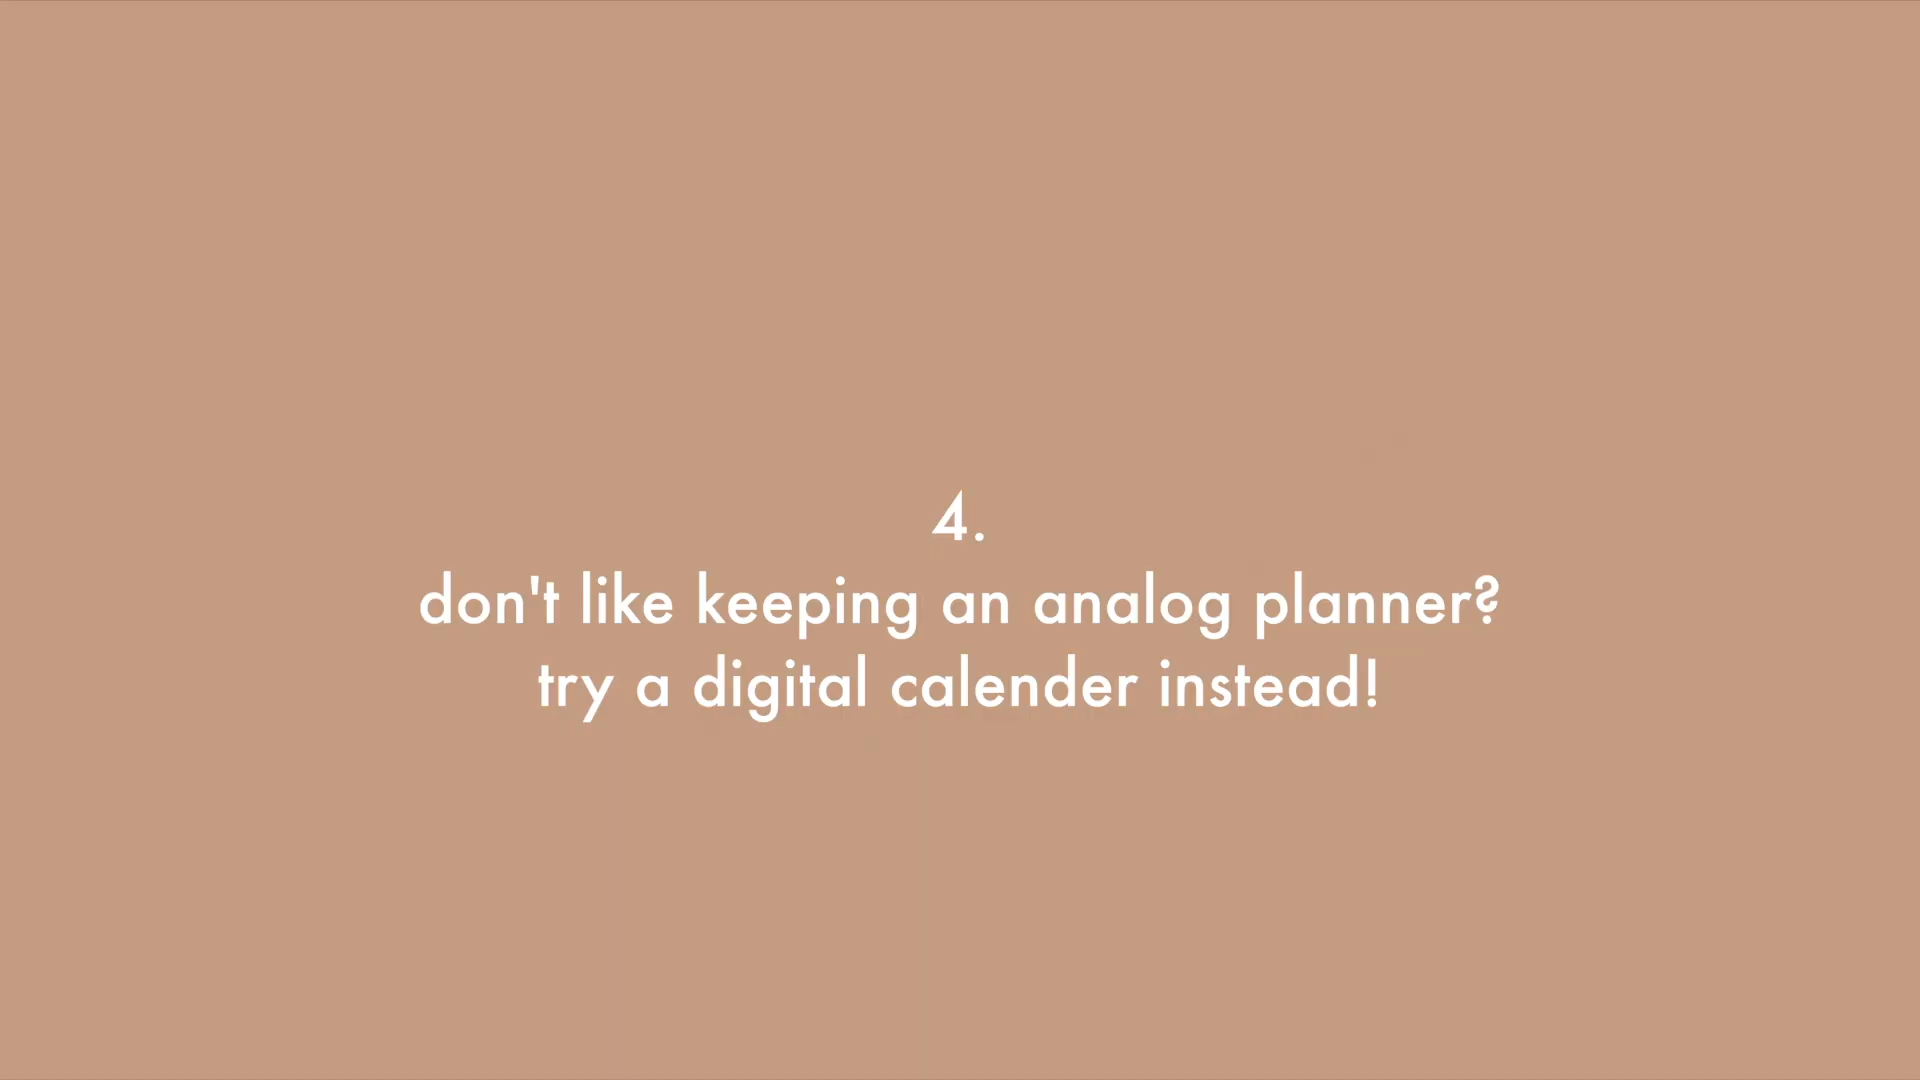 4.
don't like keeping an analog planner?
try a digital calender instead!